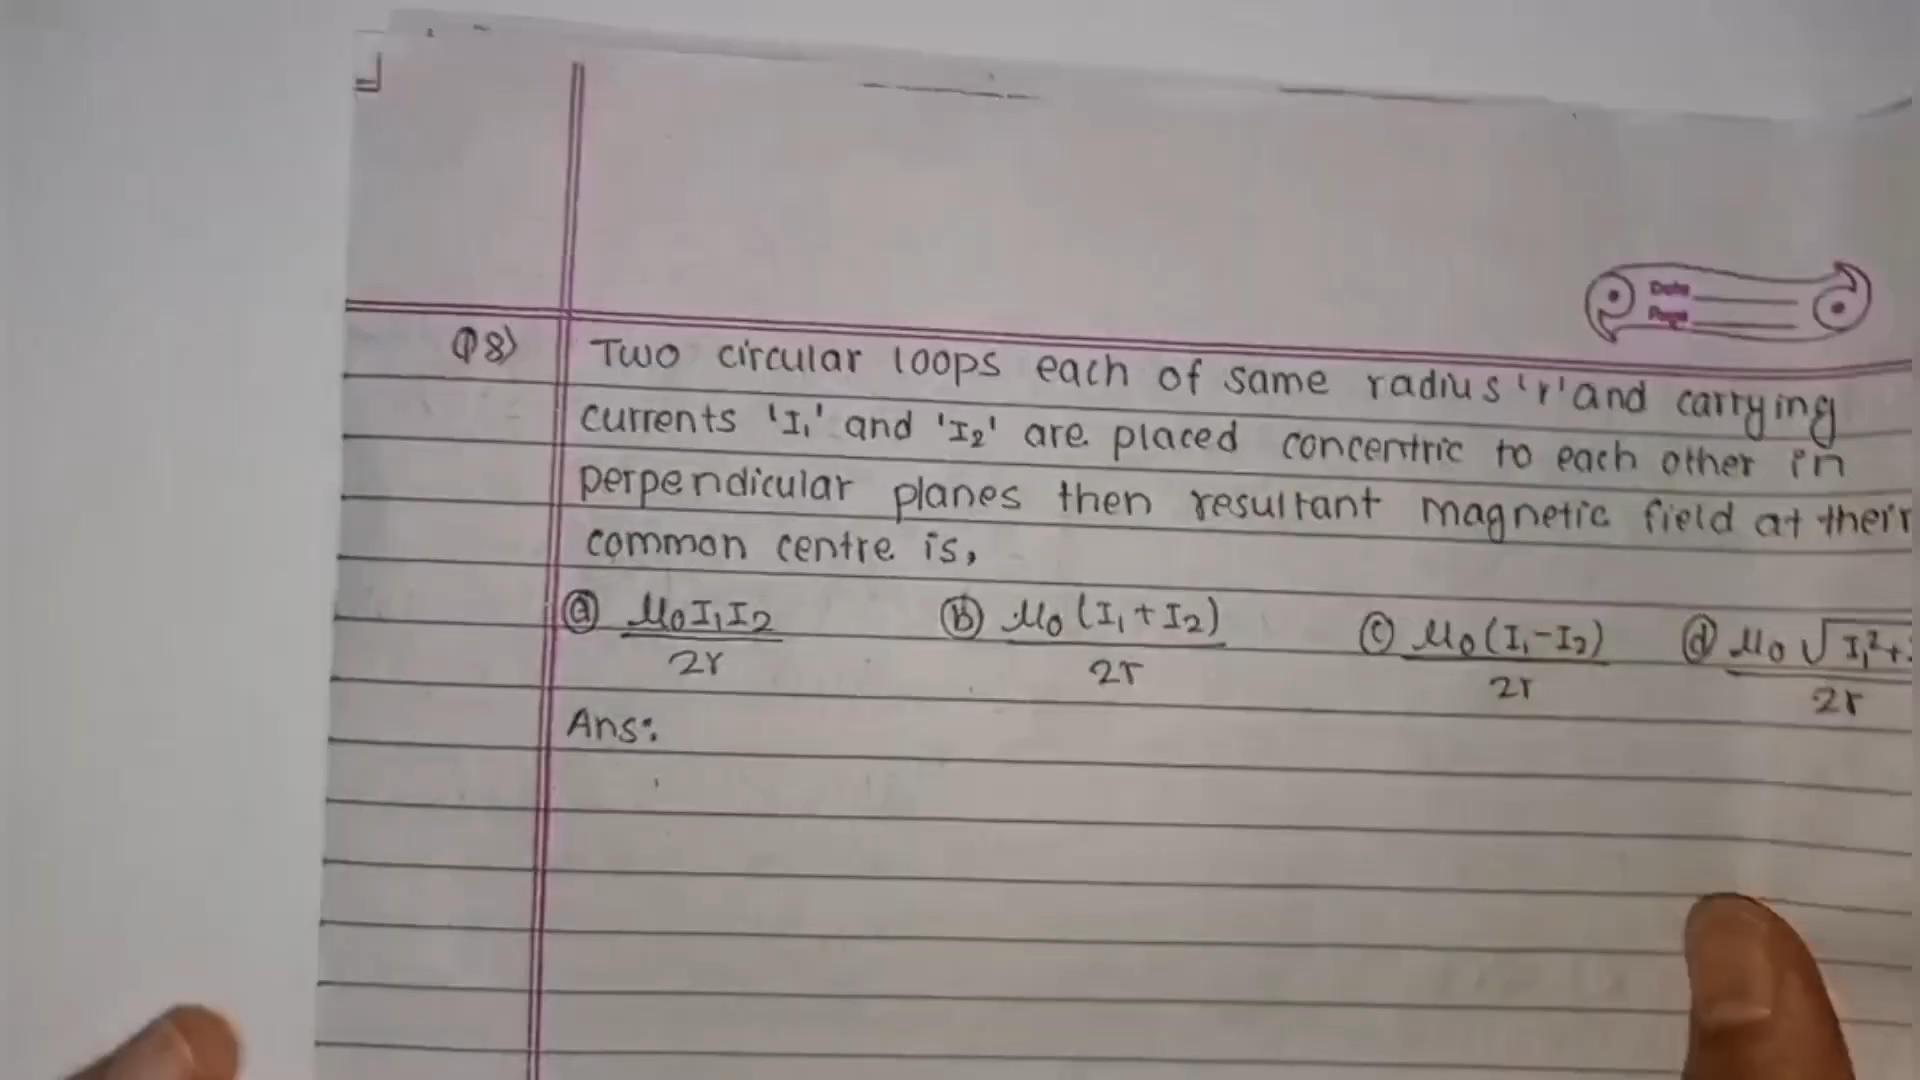 Date
Page
Q8) Two circular loops each of same radius 'r' and carrying
currents 'I₁' and 'I₂' are placed concentric to each other in
perpendicular planes then resultant magnetic field at their
common centre is,
ⓐ μ₀I₁I₂/2r ⓑ μ₀(I₁+I₂)/2r ⓒ μ₀(I₁-I₂)/2r ⓓ μ₀√I₁²+/2r
Ans: